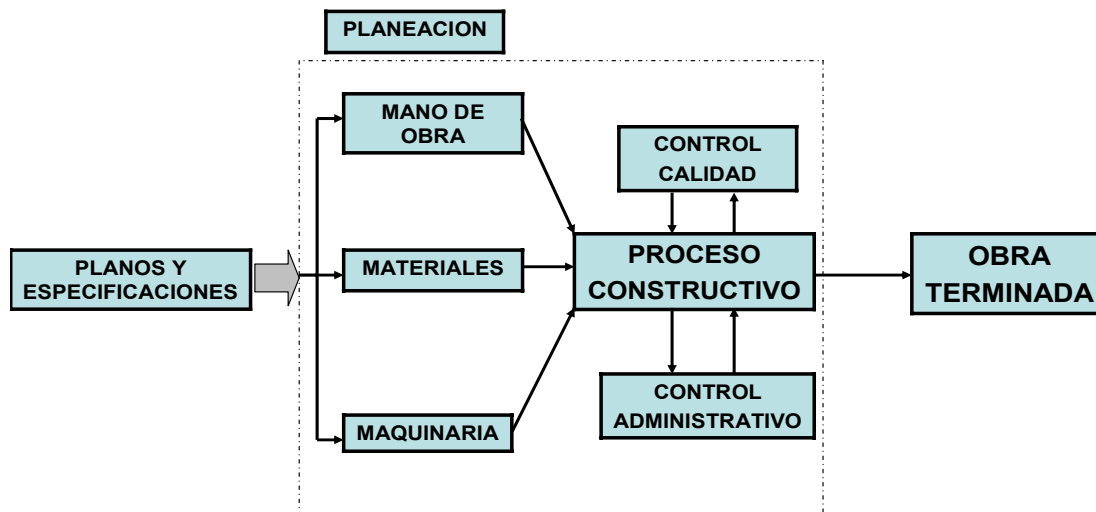 PLANEACION
MANO DE
OBRA
CONTROL
CALIDAD
PLANOS Y
ESPECIFICACIONES
MATERIALES
PROCESO
CONSTRUCTIVO
OBRA
TERMINADA
MAQUINARIA
CONTROL
ADMINISTRATIVO